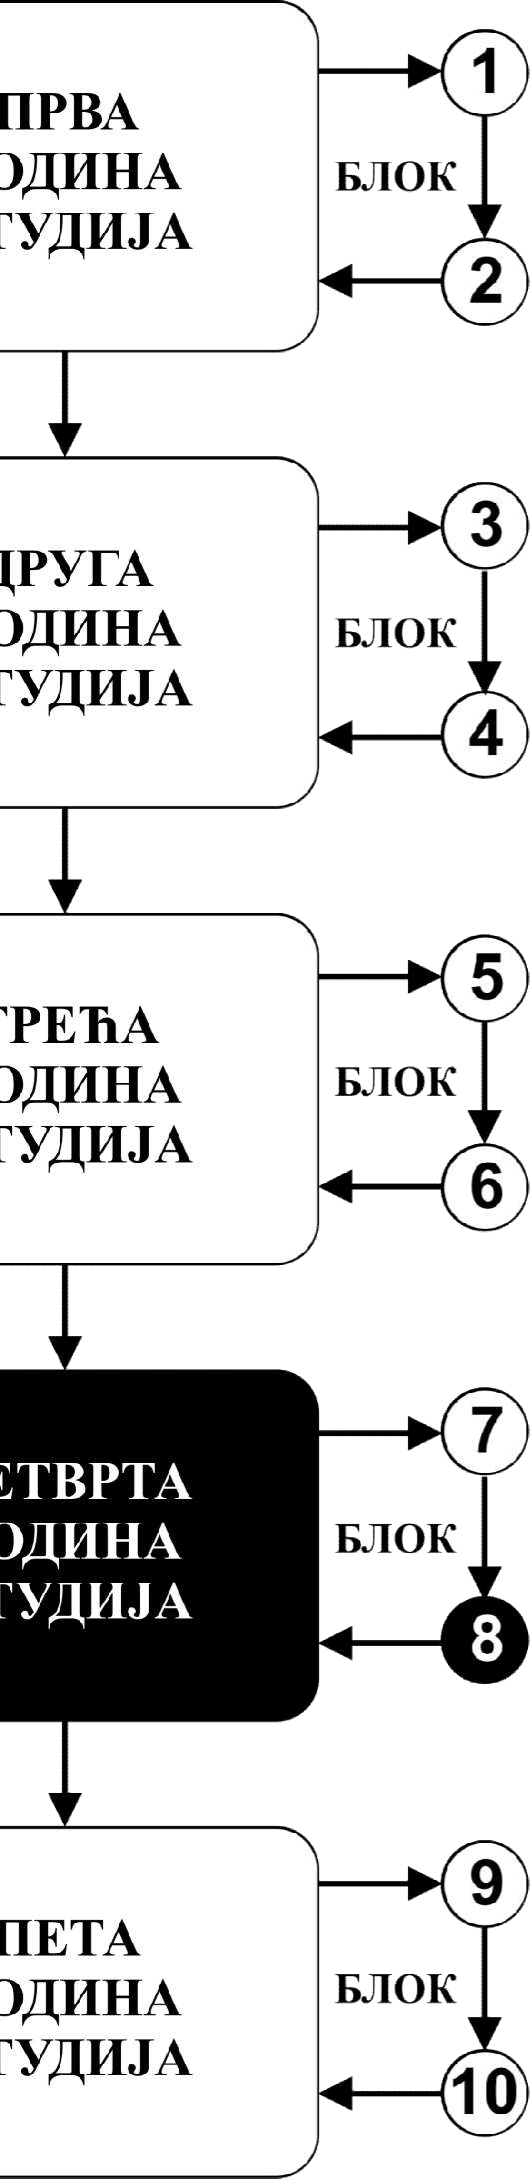 ПРВА
ОДИНА
ТУДИЈА
1
БЛОК
2
ДРУГА
ОДИНА
ТУДИЈА
3
БЛОК
4
ТРЕЋА
ОДИНА
ТУДИЈА
5
БЛОК
6
ЕТВРТА
ОДИНА
ТУДИЈА
7
БЛОК
8
ПЕТА
ОДИНА
ТУДИЈА
9
БЛОК
10